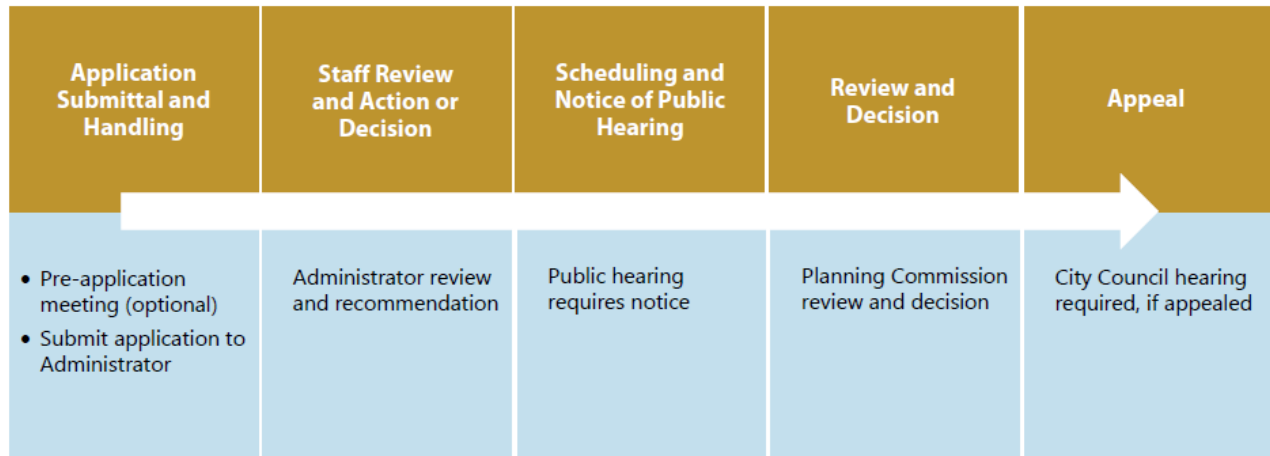 Application
Submittal and
Handling
Staff Review
and Action or
Decision
Scheduling and
Notice of Public
Hearing
Review and
Decision
Appeal
• Pre-application
meeting (optional)
• Submit application to
Administrator
Administrator review
and recommendation
Public hearing
requires notice
Planning Commission
review and decision
City Council hearing
required, if appealed